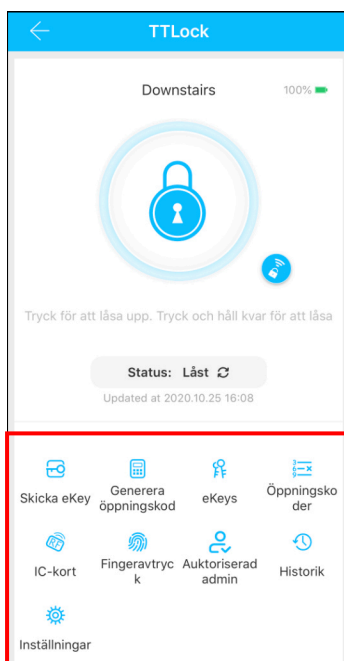 TTLock
Downstairs
100%
Tryck för att låsa upp. Tryck och håll kvar för att låsa
Status: Låst
Updated at 2020.10.25 16:08
Skicka eKey
Generera
öppningskod
eKeys
Öppningsko
der
RF
IC-kort
Fingeravtryc
k
Auktoriserad
admin
Historik
Inställningar